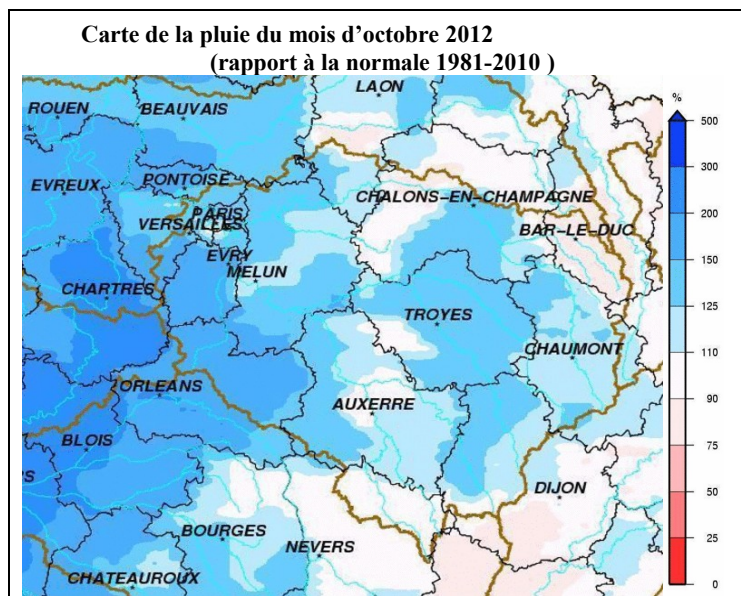 Carte de la pluie du mois d’octobre 2012
(rapport à la normale 1981-2010 )
LAON
ROUEN
BEAUVAIS
%
500
300
EVREUX
PONTOISE
CHALONS-EN-CHAMPAGNE
200
PARIS
VERSAILLES
BAR-LE-DUC
EVRY
MELUN
150
CHARTRES
TROYES
125
CHAUMONT
110
ORLEANS
AUXERRE
90
BLOIS
75
DIJON
50
BOURGES
NEVERS
25
CHATEAUROUX
0